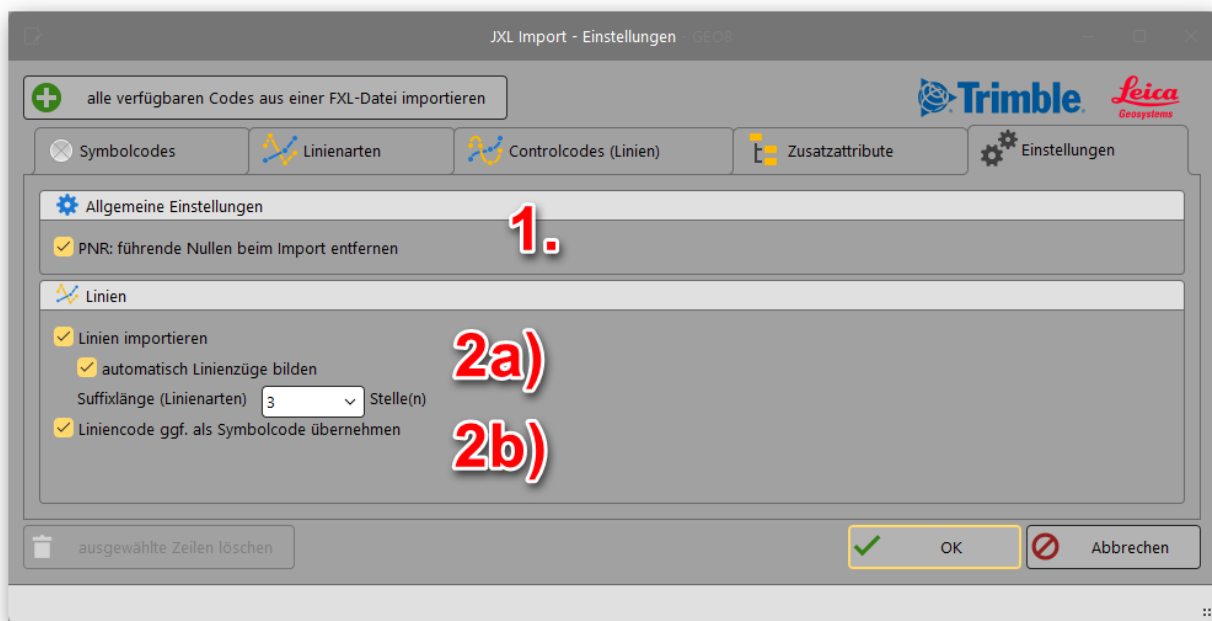 JXL Import - Einstellungen - GEO8
alle verfügbaren Codes aus einer FXL-Datei importieren
Trimble.
Leica
Geosystems
Symbolcodes
Linienarten
Controlcodes (Linien)
Zusatzattribute
Einstellungen
Allgemeine Einstellungen
1.
PNR: führende Nullen beim Import entfernen
Linien
Linien importieren
2a)
automatisch Linienzüge bilden
Suffixlänge (Linienarten) 3 Stelle(n)
Liniencode ggf. als Symbolcode übernehmen
2b)
ausgewählte Zeilen löschen
OK
Abbrechen